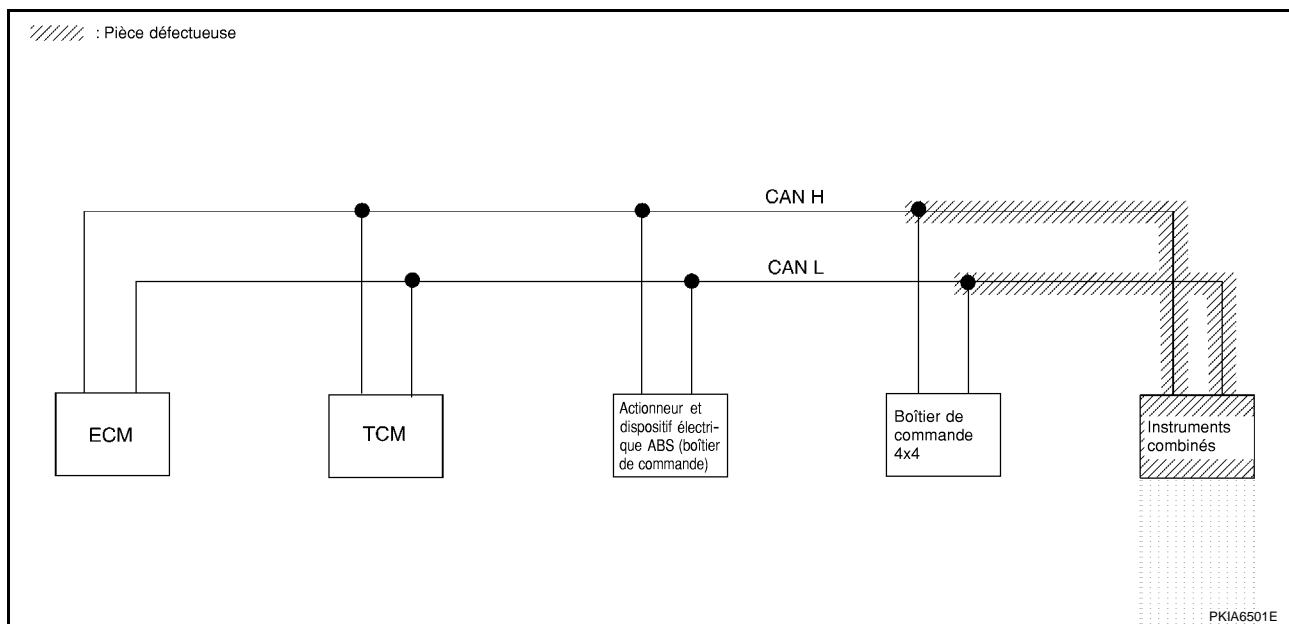 : Pièce défectueuse
CAN H
CAN L
ECM
TCM
Actionneur et
dispositif électri-
que ABS (boîtier
de commande)
Boîtier de
commande
4x4
Instruments
combinés
PKIA6501E